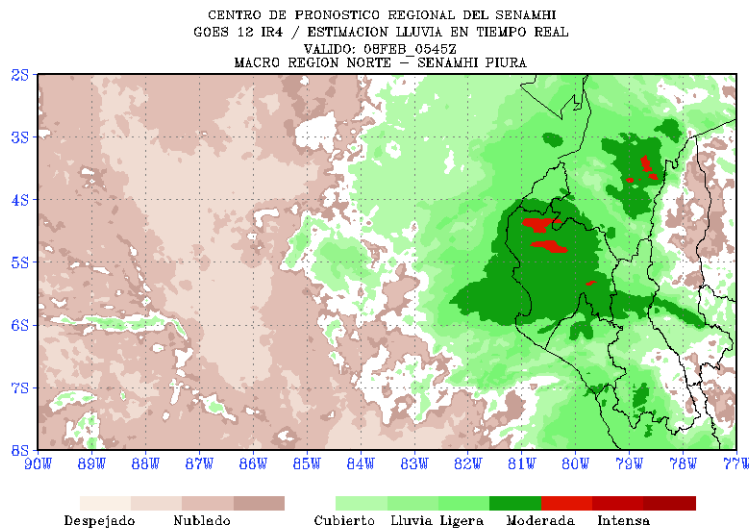 CENTRO DE PRONOSTICO REGIONAL DEL SENAMHI
GOES 12 IR4 / ESTIMACION LLUVIA EN TIEMPO REAL
VALIDO: 08FEB_0545Z
MACRO REGION NORTE – SENAMHI PIURA
2S
3S
4S
5S
6S
7S
8S
90W 89W 88W 87W 86W 85W 84W 83W 82W 81W 80W 79W 78W 77W
Despejado Nublado Cubierto Lluvia Ligera Moderada Intensa